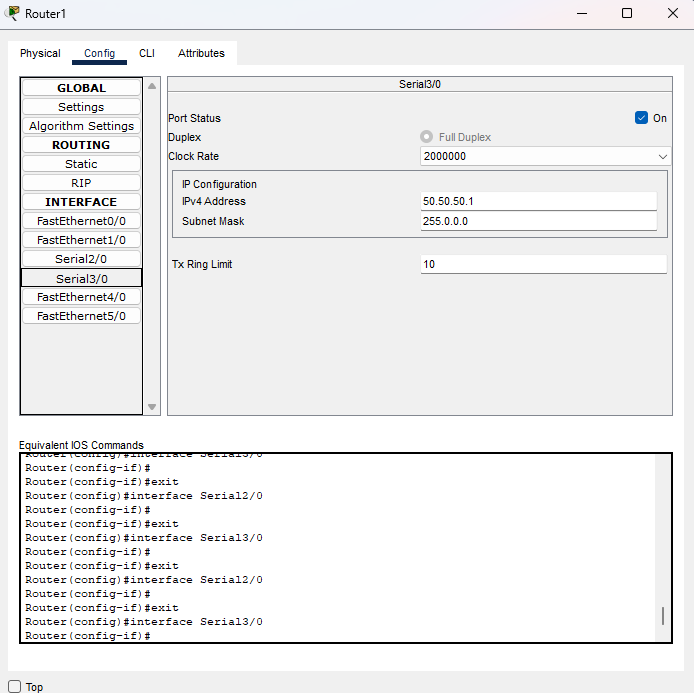 Router1
Physical Config CLI Attributes
GLOBAL
Settings
Algorithm Settings
ROUTING
Static
RIP
INTERFACE
FastEthernet0/0
FastEthernet1/0
Serial2/0
Serial3/0
FastEthernet4/0
FastEthernet5/0
Serial3/0
Port Status On
Duplex Full Duplex
Clock Rate 2000000
IP Configuration
IPv4 Address 50.50.50.1
Subnet Mask 255.0.0.0
Tx Ring Limit 10
Equivalent IOS Commands
Router(config)#interface Serial3/0
Router(config-if)#
Router(config-if)#exit
Router(config)#interface Serial2/0
Router(config-if)#
Router(config-if)#exit
Router(config)#interface Serial3/0
Router(config-if)#
Router(config-if)#exit
Router(config)#interface Serial2/0
Router(config-if)#
Router(config-if)#exit
Router(config)#interface Serial3/0
Router(config-if)#
Top